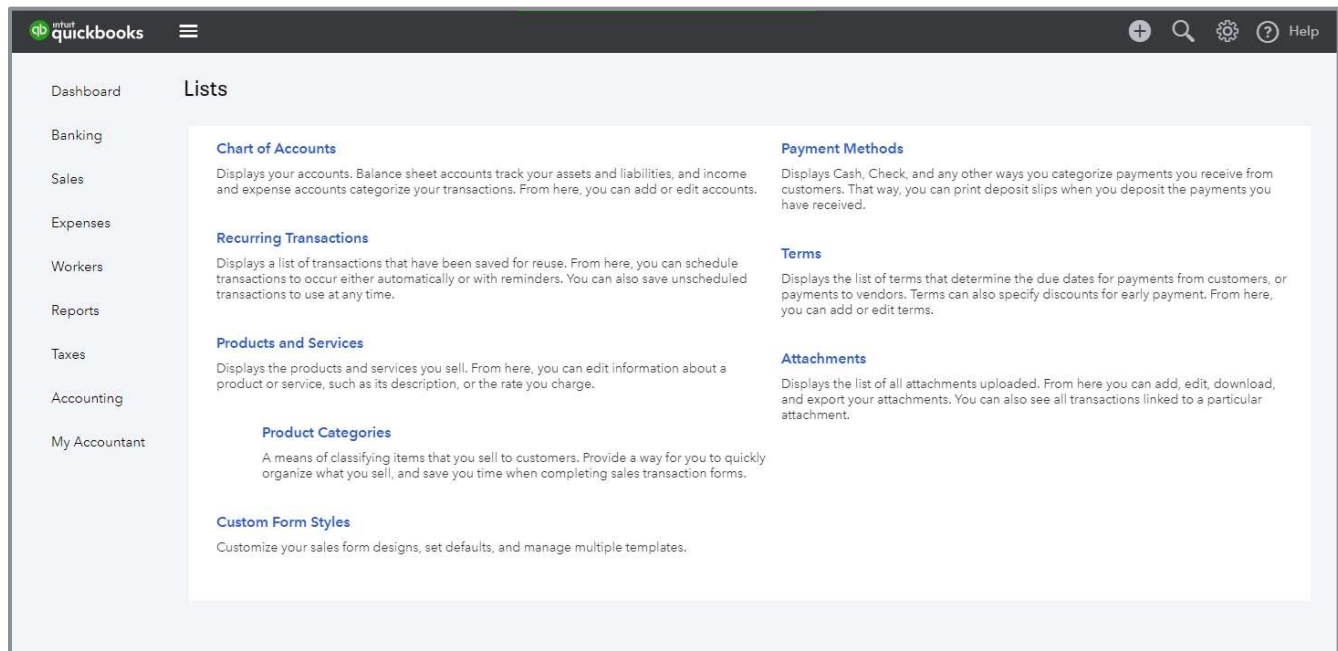 qb intuit quickbooks
Help
Dashboard
Banking
Sales
Expenses
Workers
Reports
Taxes
Accounting
My Accountant
Lists
Chart of Accounts
Displays your accounts. Balance sheet accounts track your assets and liabilities, and income
and expense accounts categorize your transactions. From here, you can add or edit accounts.
Recurring Transactions
Displays a list of transactions that have been saved for reuse. From here, you can schedule
transactions to occur either automatically or with reminders. You can also save unscheduled
transactions to use at any time.
Products and Services
Displays the products and services you sell. From here, you can edit information about a
product or service, such as its description, or the rate you charge.
Product Categories
A means of classifying items that you sell to customers. Provide a way for you to quickly
organize what you sell, and save you time when completing sales transaction forms.
Custom Form Styles
Customize your sales form designs, set defaults, and manage multiple templates.
Payment Methods
Displays Cash, Check, and any other ways you categorize payments you receive from
customers. That way, you can print deposit slips when you deposit the payments you
have received.
Terms
Displays the list of terms that determine the due dates for payments from customers, or
payments to vendors. Terms can also specify discounts for early payment. From here,
you can add or edit terms.
Attachments
Displays the list of all attachments uploaded. From here you can add, edit, download,
and export your attachments. You can also see all transactions linked to a particular
attachment.